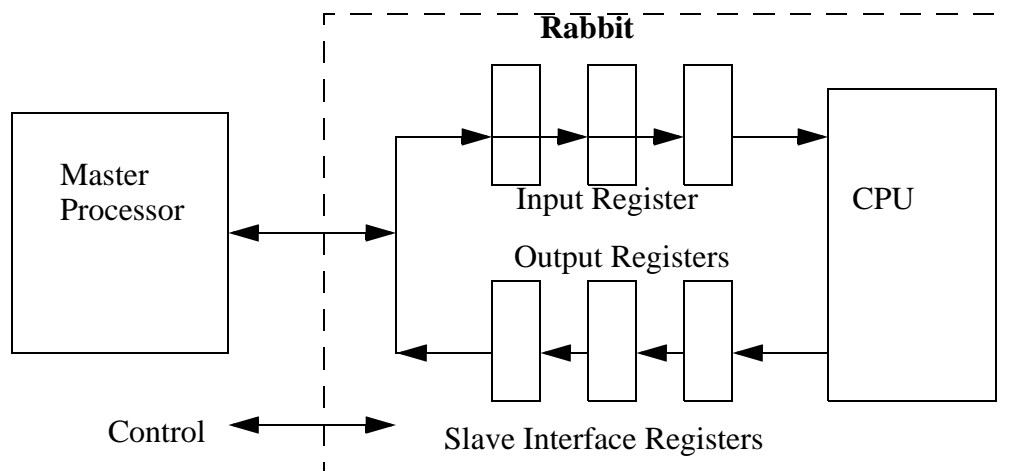 Rabbit
Master
Processor
Input Register
CPU
Output Registers
Control
Slave Interface Registers